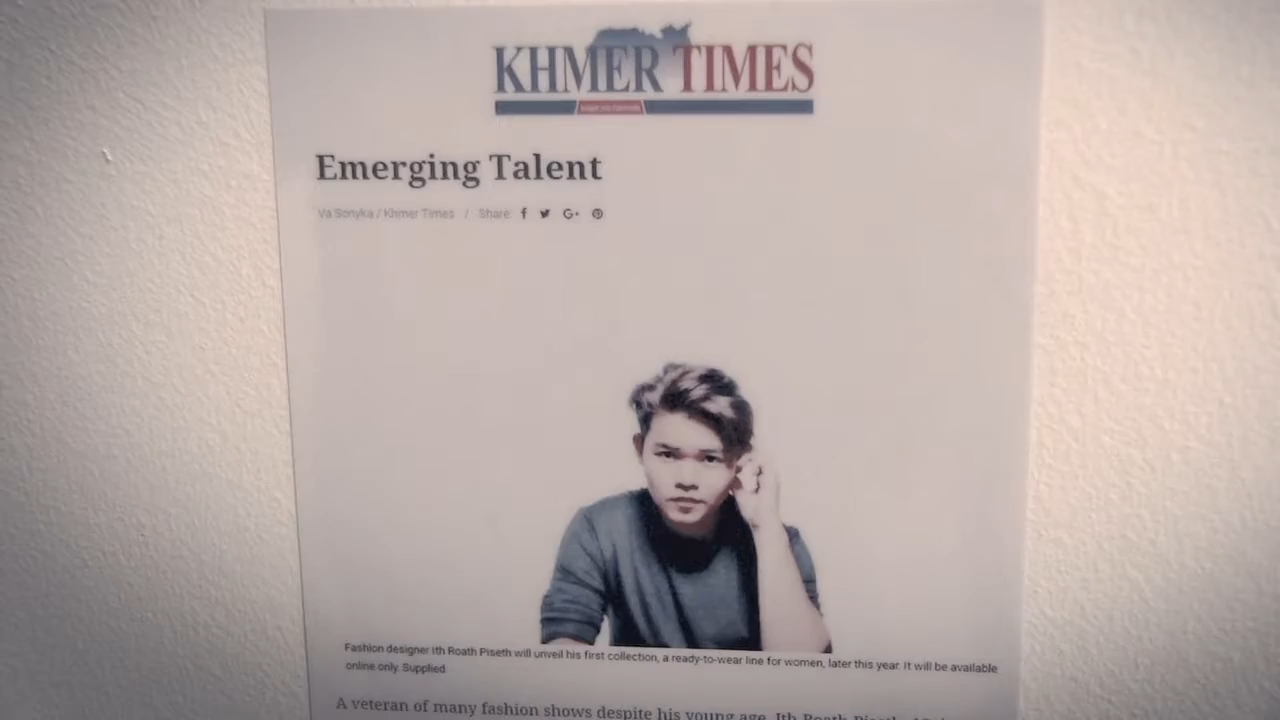 KHMER TIMES
Emerging Talent
Va Sonyka / Khmer Times / Share:
Fashion designer Ith Roath Piseth will unveil his first collection, a ready-to-wear line for women, later this year. It will be available
online only. Supplied
A veteran of many fashion shows despite his young age, Ith Roath Piseth,